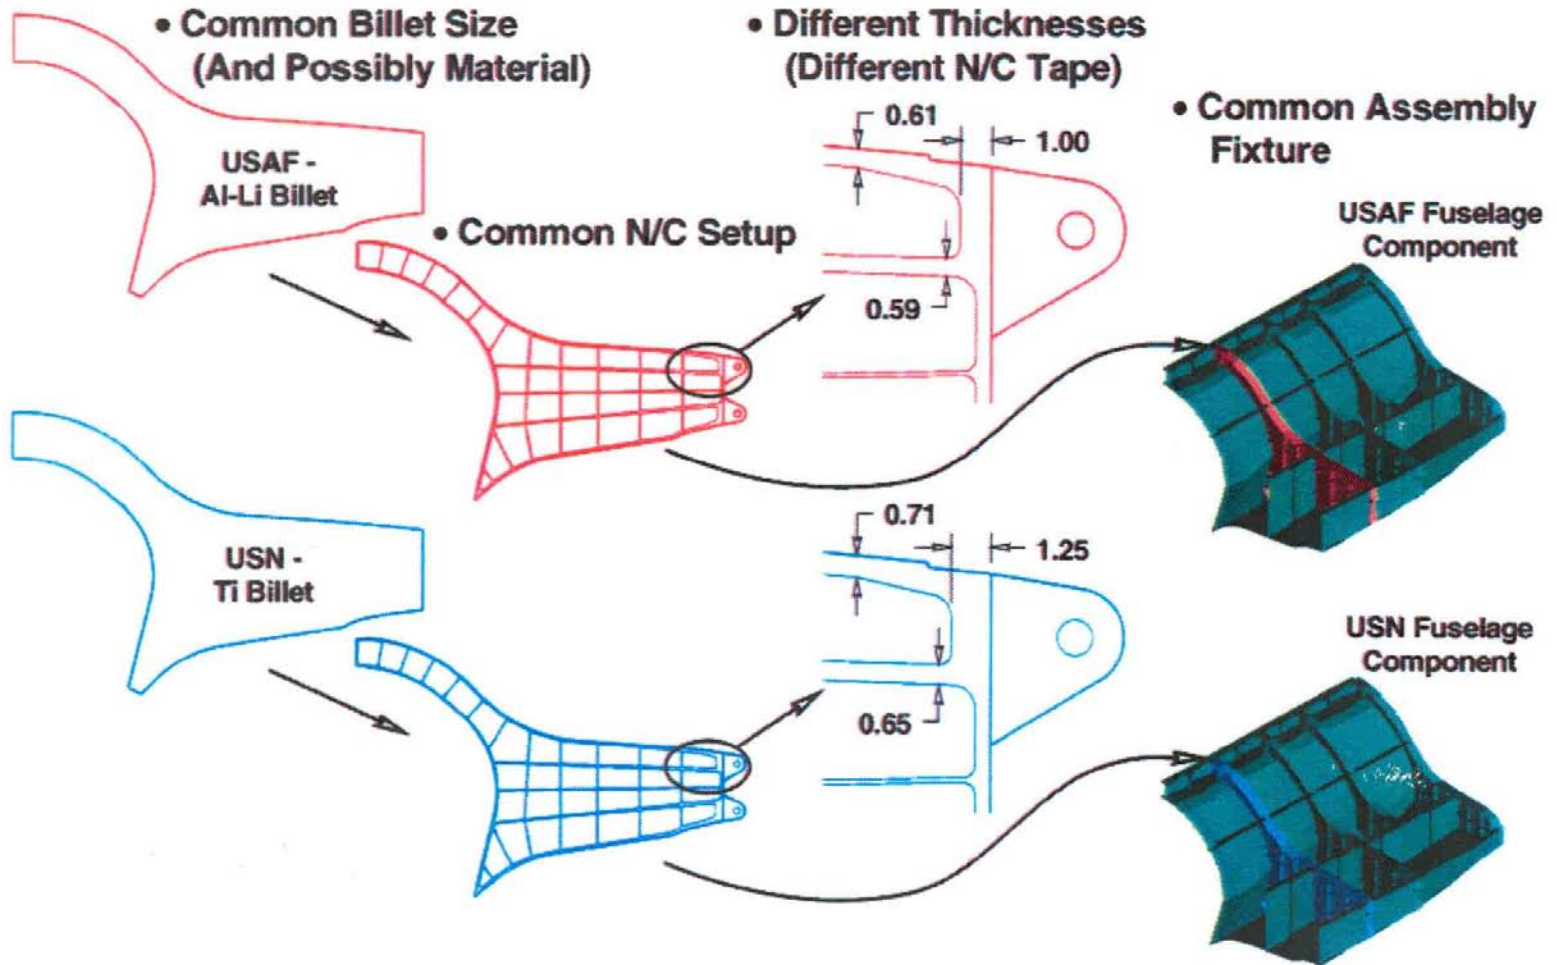 • Common Billet Size
(And Possibly Material)
• Different Thicknesses
(Different N/C Tape)
• Common Assembly
Fixture
USAF -
Al-Li Billet
• Common N/C Setup
0.61
1.00
0.59
USAF Fuselage
Component
USN -
Ti Billet
0.71
1.25
0.65
USN Fuselage
Component